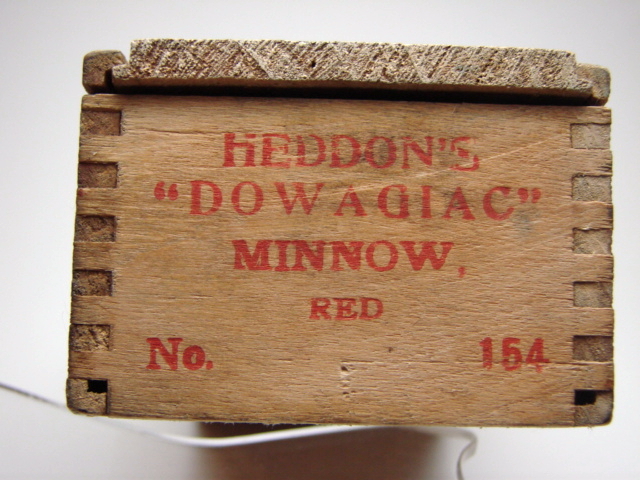 HEDDON'S
"DOWAGIAC"
MINNOW,
RED
No. 154